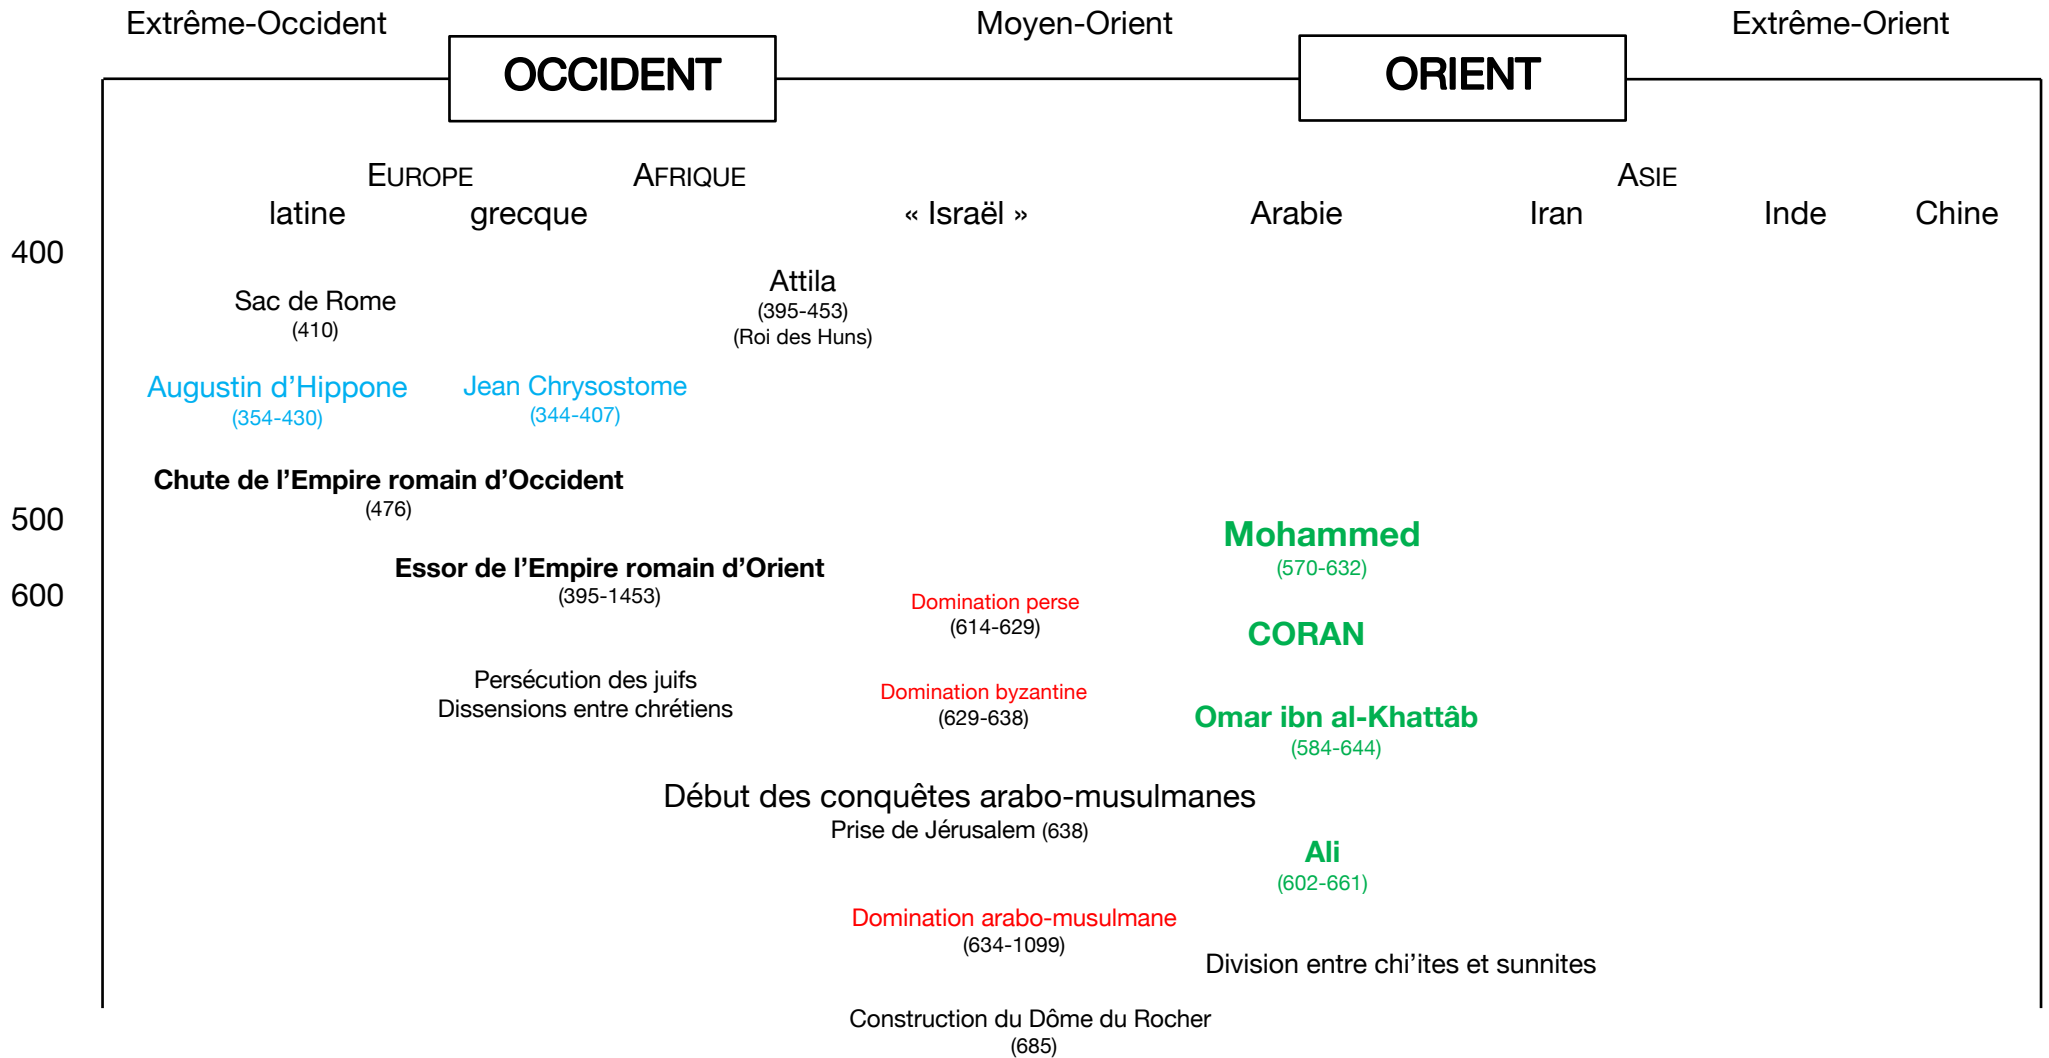 Extrême-Occident Moyen-Orient Extrême-Orient
OCCIDENT ORIENT
EUROPE AFRIQUE ASIE
latine grecque « Israël » Arabie Iran Inde Chine
400
Attila
(395-453)
(Roi des Huns)
Sac de Rome
(410)
Augustin d’Hippone
(354-430)
Jean Chrysostome
(344-407)
Chute de l’Empire romain d’Occident
(476)
500
Mohammed
(570-632)
Essor de l’Empire romain d’Orient
(395-1453)
600
Domination perse
(614-629)
CORAN
Persécution des juifs
Dissensions entre chrétiens
Domination byzantine
(629-638)
Omar ibn al-Khattâb
(584-644)
Début des conquêtes arabo-musulmanes
Prise de Jérusalem (638)
Ali
(602-661)
Domination arabo-musulmane
(634-1099)
Division entre chi’ites et sunnites
Construction du Dôme du Rocher
(685)